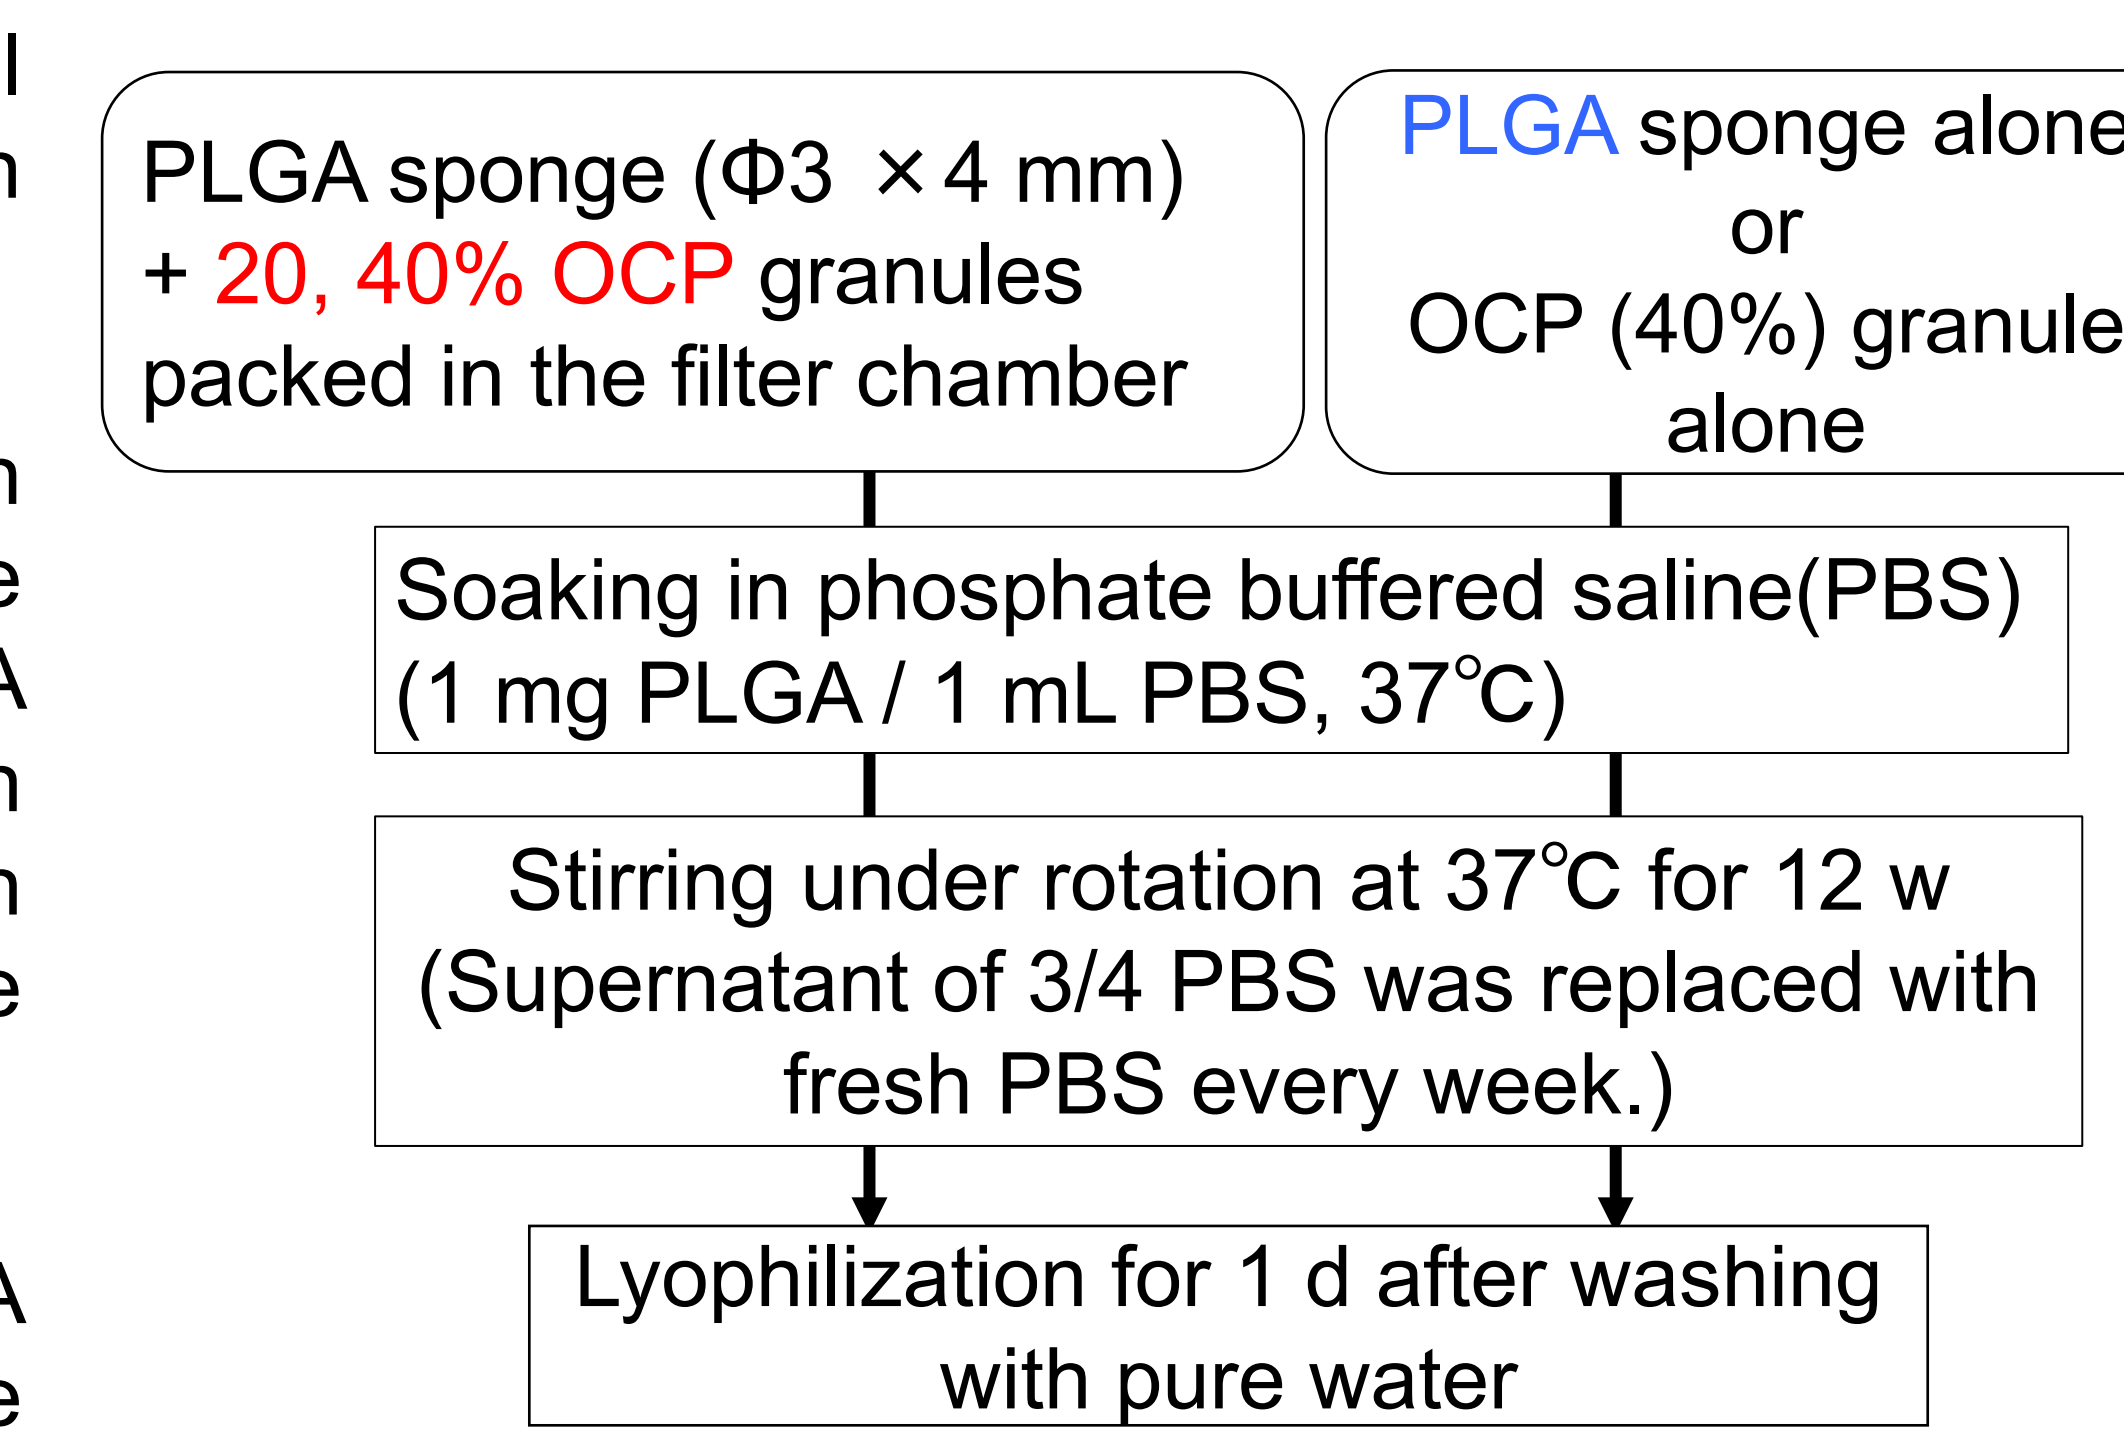 PLGA sponge (Φ3 ×4 mm)
+ 20, 40% OCP granules
packed in the filter chamber
PLGA sponge alone
or
OCP (40%) granule
alone
Soaking in phosphate buffered saline(PBS)
(1 mg PLGA / 1 mL PBS, 37℃)
Stirring under rotation at 37℃ for 12 w
(Supernatant of 3/4 PBS was replaced with
fresh PBS every week.)
Lyophilization for 1 d after washing
with pure water